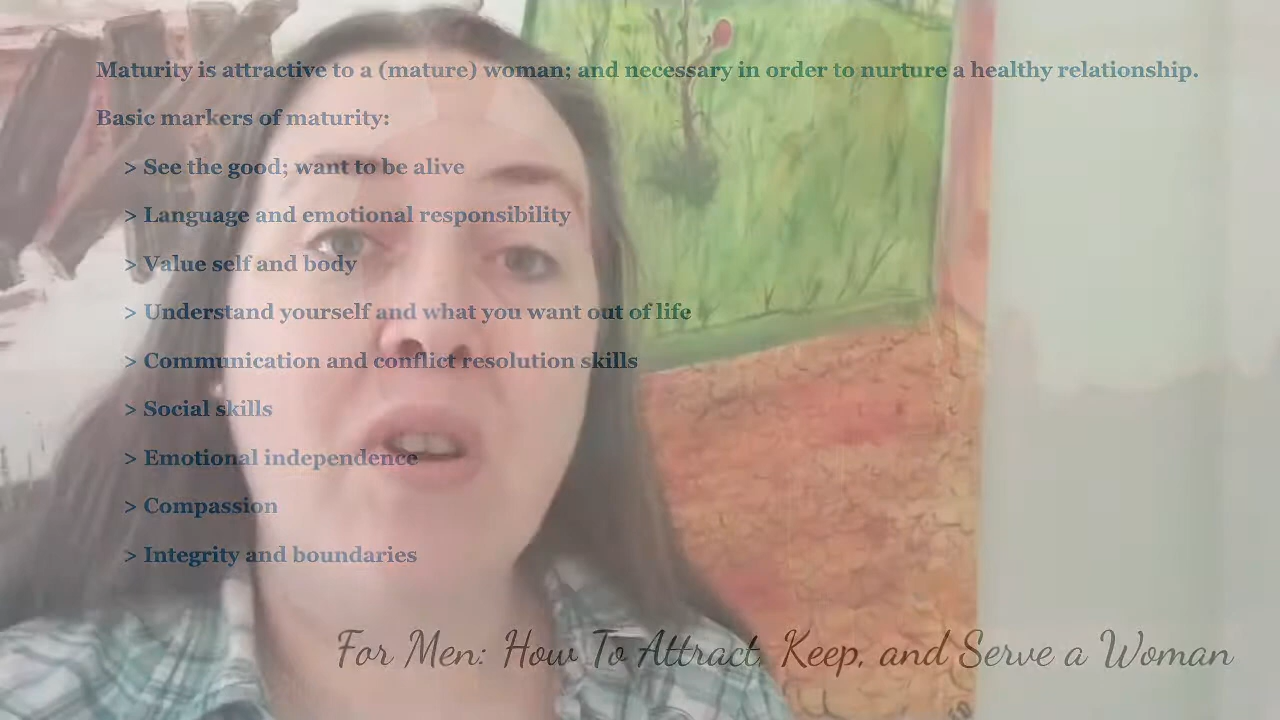 Maturity is attractive to a (mature) woman; and necessary in order to nurture a healthy relationship.
Basic markers of maturity:
> See the good; want to be alive
> Language and emotional responsibility
> Value self and body
> Understand yourself and what you want out of life
> Communication and conflict resolution skills
> Social skills
> Emotional independence
> Compassion
> Integrity and boundaries
For Men: How To Attract, Keep, and Serve a Woman